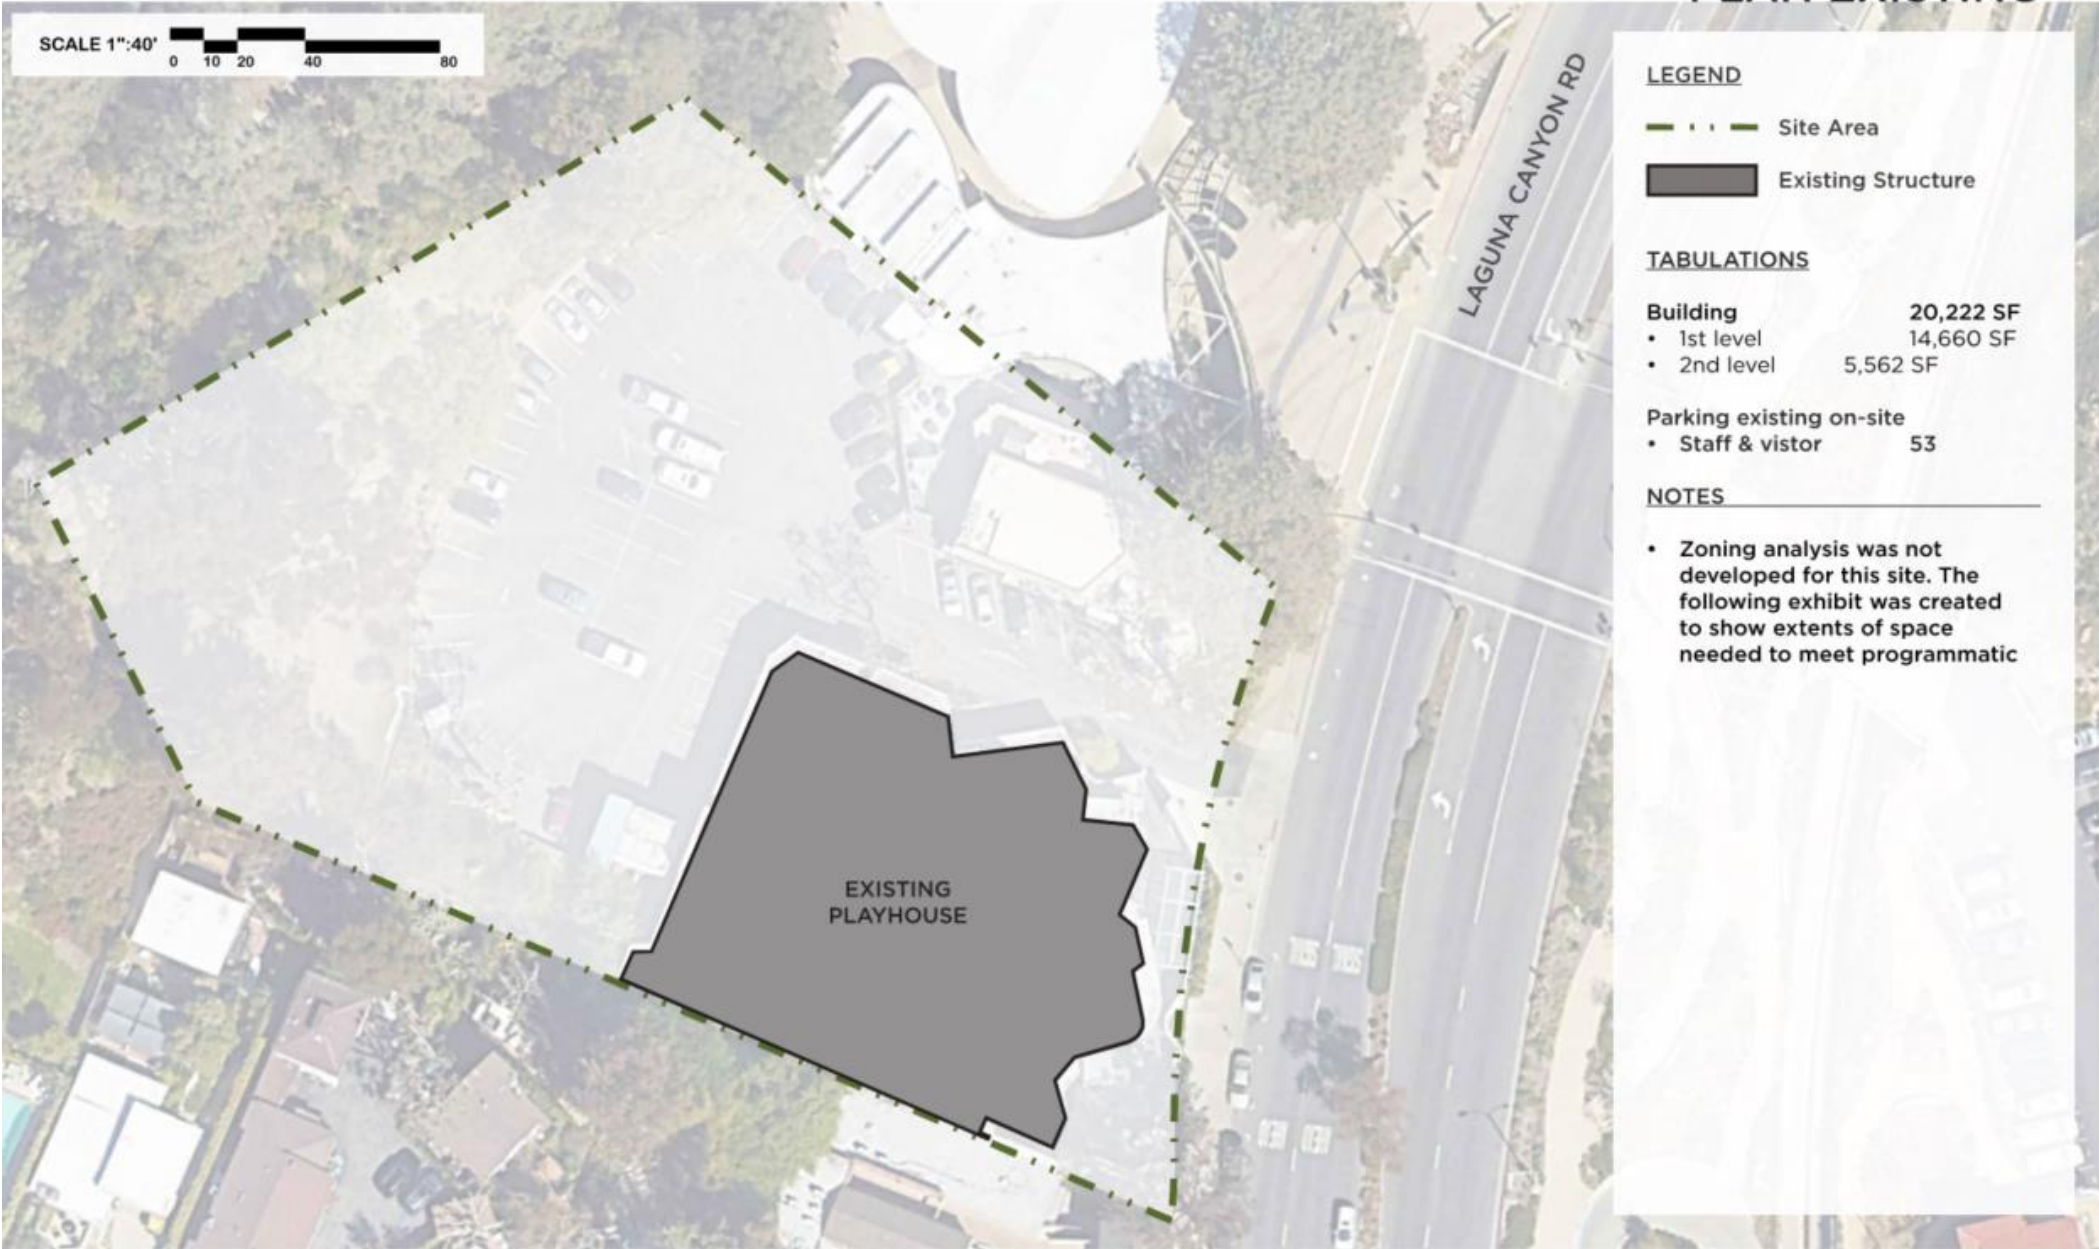 PLAN EXISTING
SCALE 1":40'
0 10 20 40 80
LAGUNA CANYON RD
LEGEND
Site Area
Existing Structure
TABULATIONS
Building 20,222 SF
• 1st level 14,660 SF
• 2nd level 5,562 SF
Parking existing on-site
• Staff & vistor 53
NOTES
• Zoning analysis was not
developed for this site. The
following exhibit was created
to show extents of space
needed to meet programmatic
EXISTING
PLAYHOUSE